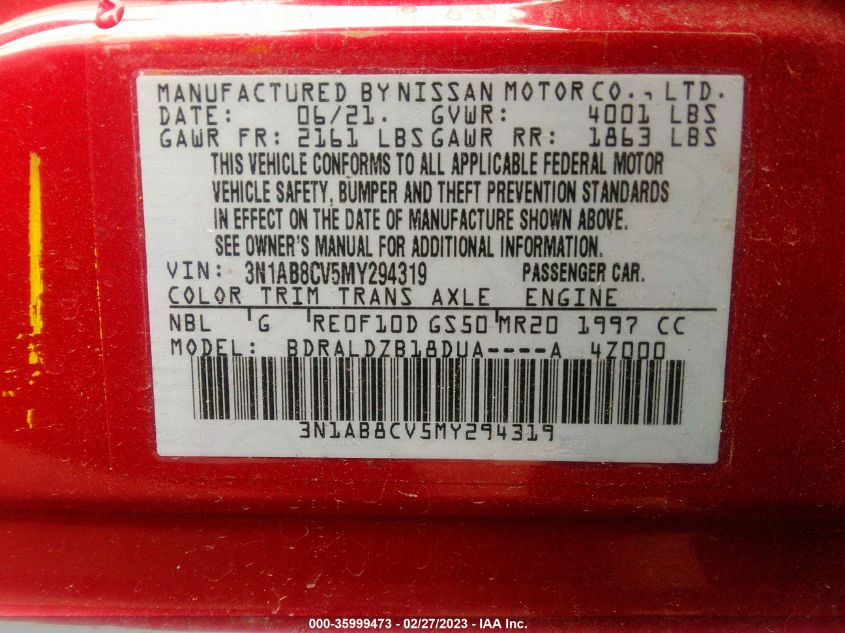 MANUFACTURED BY NISSAN MOTOR CO., LTD.
DATE: 06/21. GVWR: 4001 LBS
GAWR FR: 2161 LBS GAWR RR: 1863 LBS
THIS VEHICLE CONFORMS TO ALL APPLICABLE FEDERAL MOTOR
VEHICLE SAFETY, BUMPER AND THEFT PREVENTION STANDARDS
IN EFFECT ON THE DATE OF MANUFACTURE SHOWN ABOVE.
SEE OWNER'S MANUAL FOR ADDITIONAL INFORMATION.
VIN: 3N1AB8CV5MY294319 PASSENGER CAR.
COLOR TRIM TRANS AXLE ENGINE
NBL G RE0F10D GS50 MR20 1997 CC
MODEL: BDRALDZB18DUA----A 4Z000
3N1AB8CV5MY294319
000-35999473 - 02/27/2023 - IAA Inc.